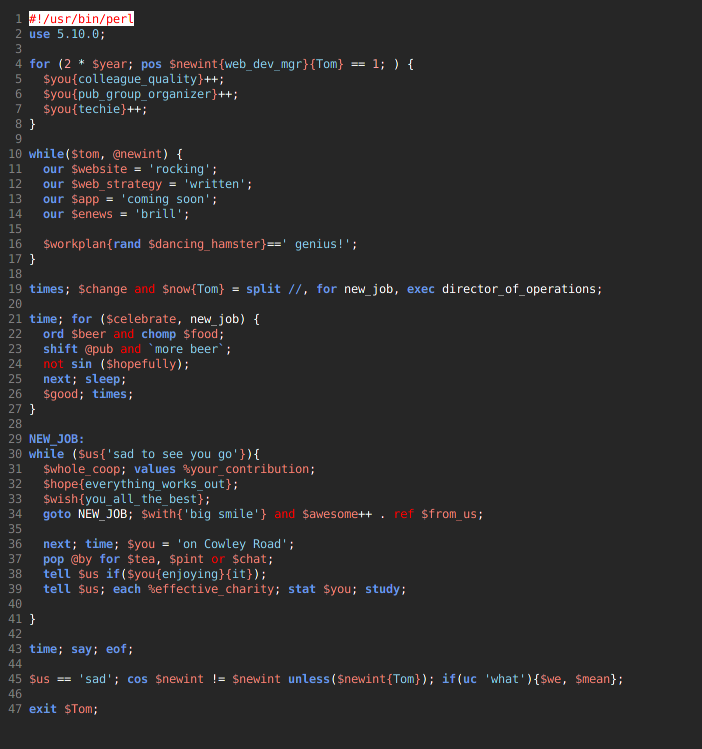 1 #!/usr/bin/perl
2 use 5.10.0;
3
4 for (2 * $year; pos $newint{web_dev_mgr}{Tom} == 1; ) {
5   $you{colleague_quality}++;
6   $you{pub_group_organizer}++;
7   $you{techie}++;
8 }
9
10 while($tom, @newint) {
11   our $website = 'rocking';
12   our $web_strategy = 'written';
13   our $app = 'coming soon';
14   our $enews = 'brill';
15
16   $workplan{rand $dancing_hamster}==' genius!';
17 }
18
19 times; $change and $now{Tom} = split //, for new_job, exec director_of_operations;
20
21 time; for ($celebrate, new_job) {
22   ord $beer and chomp $food;
23   shift @pub and `more beer`;
24   not sin ($hopefully);
25   next; sleep;
26   $good; times;
27 }
28
29 NEW_JOB:
30 while ($us{'sad to see you go'}){
31   $whole_coop; values %your_contribution;
32   $hope{everything_works_out};
33   $wish{you_all_the_best};
34   goto NEW_JOB; $with{'big smile'} and $awesome++ . ref $from_us;
35
36   next; time; $you = 'on Cowley Road';
37   pop @by for $tea, $pint or $chat;
38   tell $us if($you{enjoying}{it});
39   tell $us; each %effective_charity; stat $you; study;
40
41 }
42
43 time; say; eof;
44
45 $us == 'sad'; cos $newint != $newint unless($newint{Tom}); if(uc 'what'){$we, $mean};
46
47 exit $Tom;